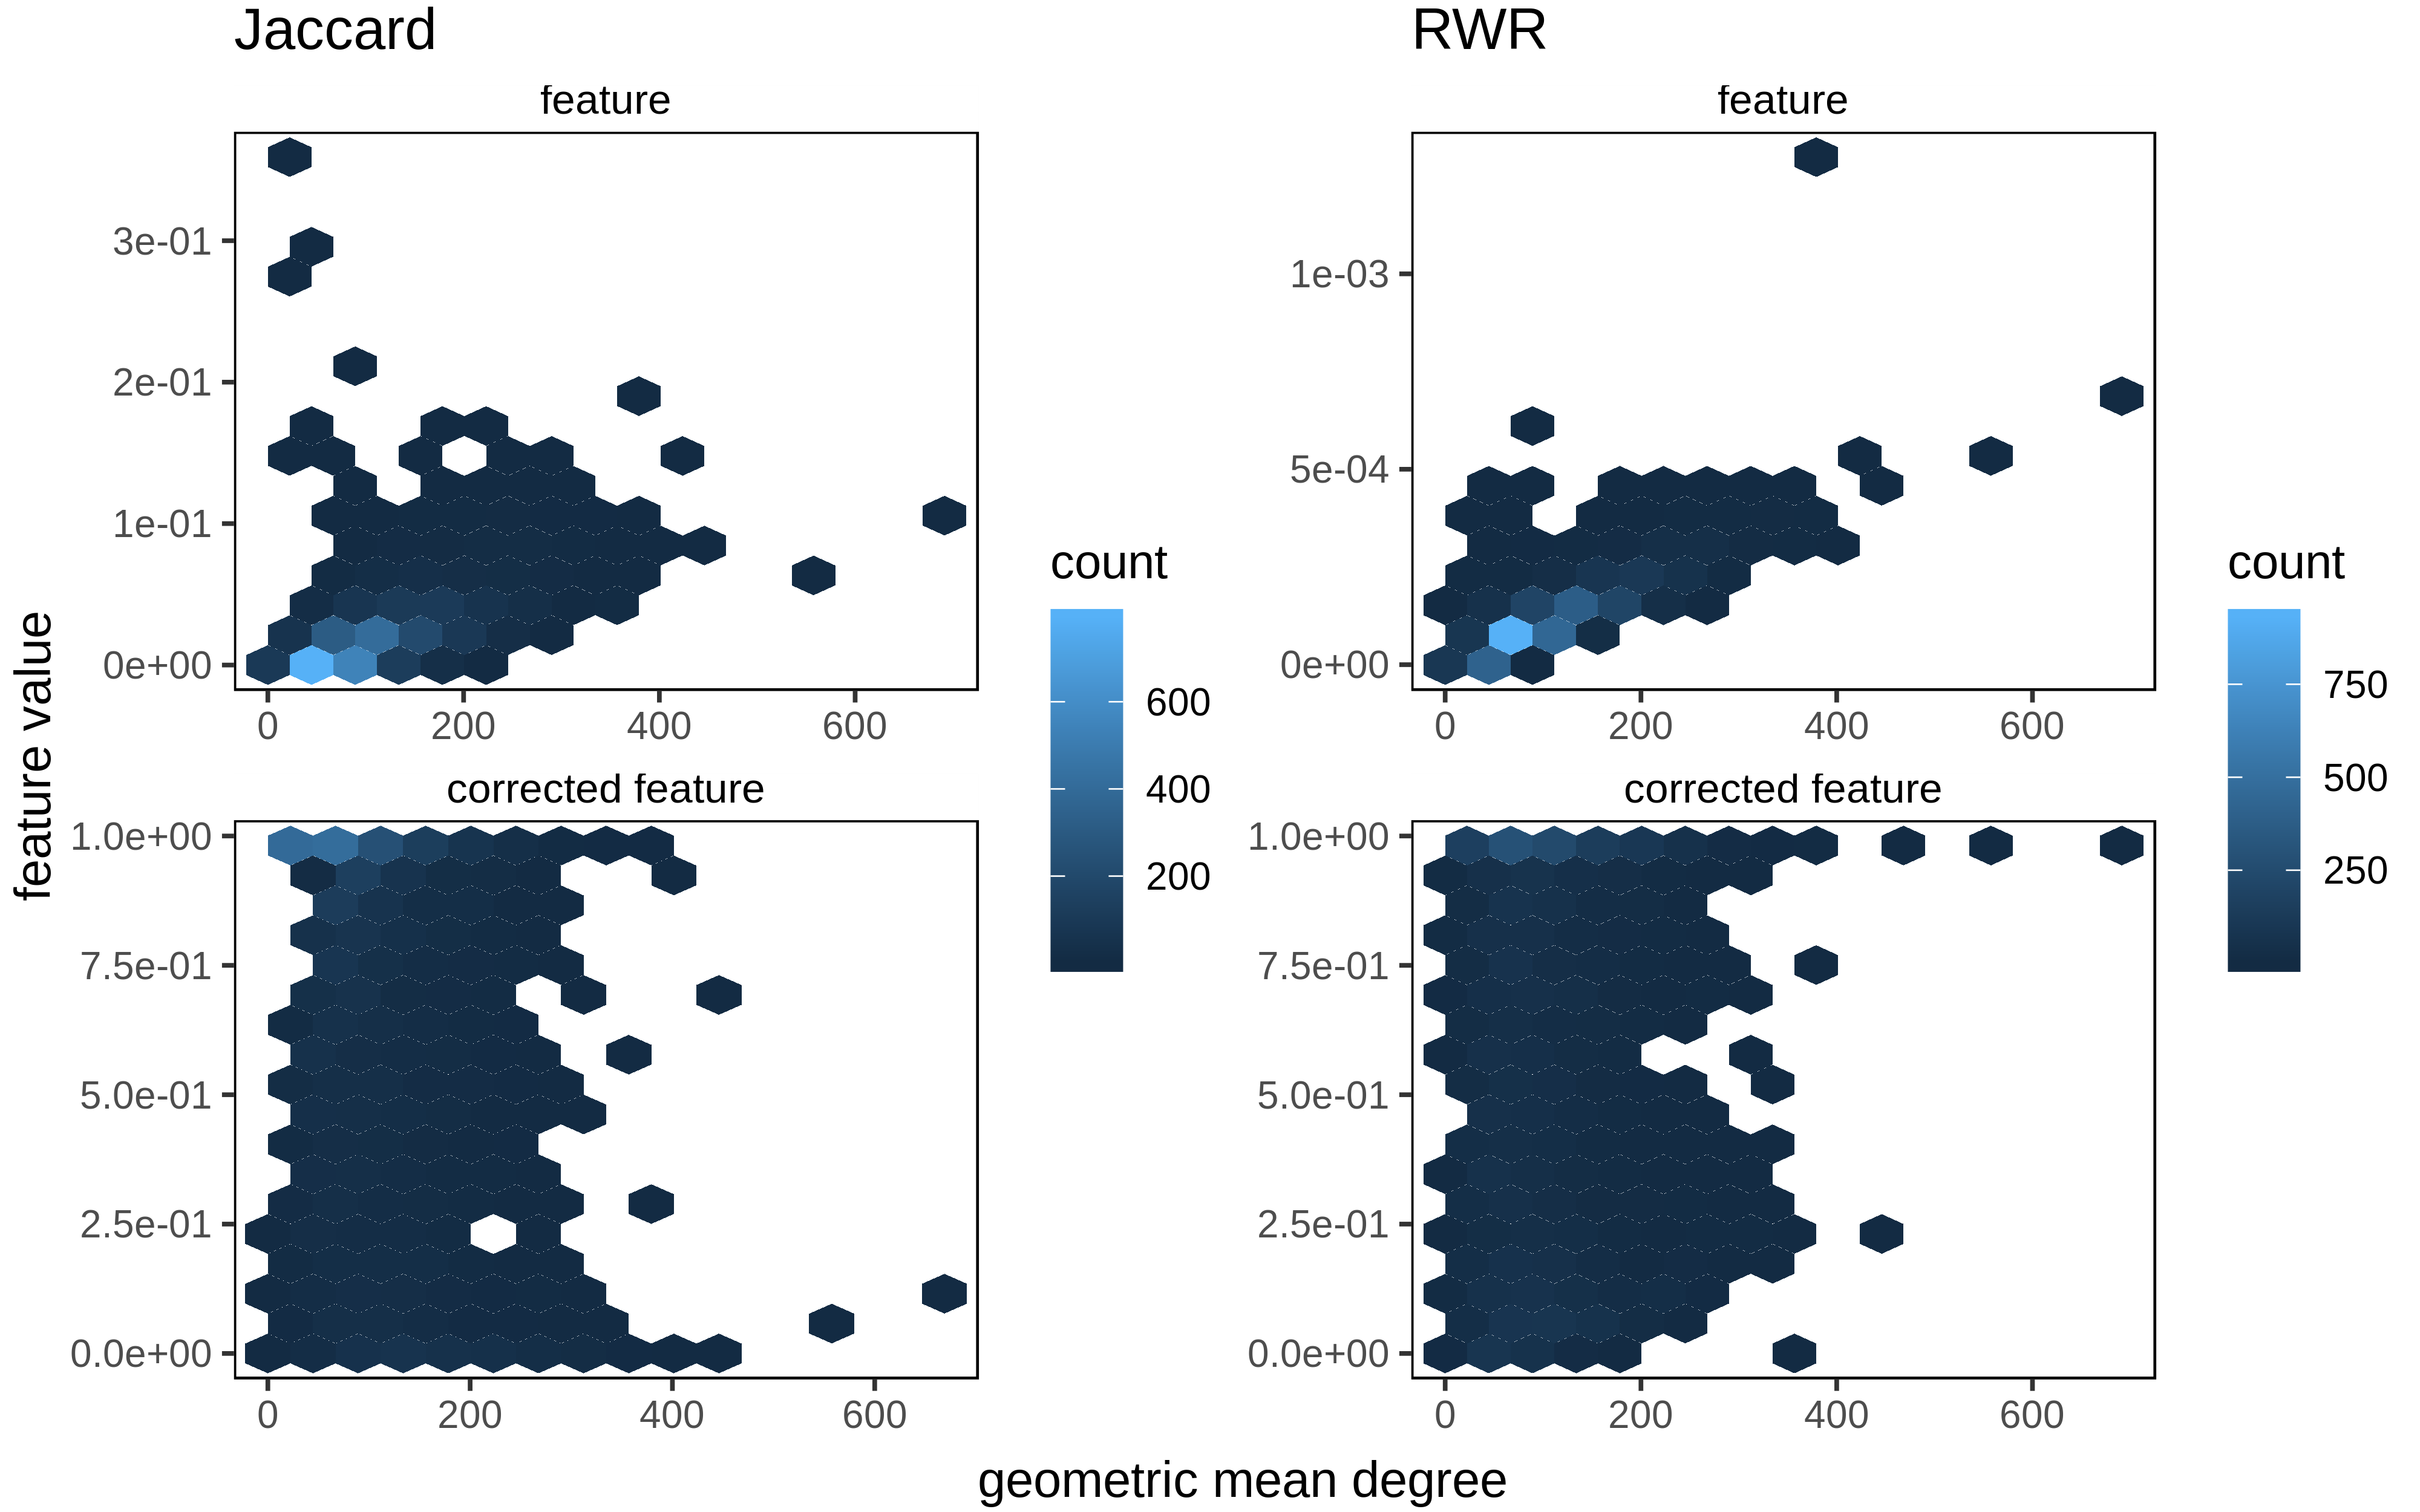 Jaccard
RWR
feature
feature
3e-01
2e-01
1e-01
0e+00
0
200
400
600
1e-03
5e-04
0e+00
0
200
400
600
feature value
corrected feature
1.0e+00
7.5e-01
5.0e-01
2.5e-01
0.0e+00
0
200
400
600
count
600
400
200
corrected feature
1.0e+00
7.5e-01
5.0e-01
2.5e-01
0.0e+00
0
200
400
600
count
750
500
250
geometric mean degree